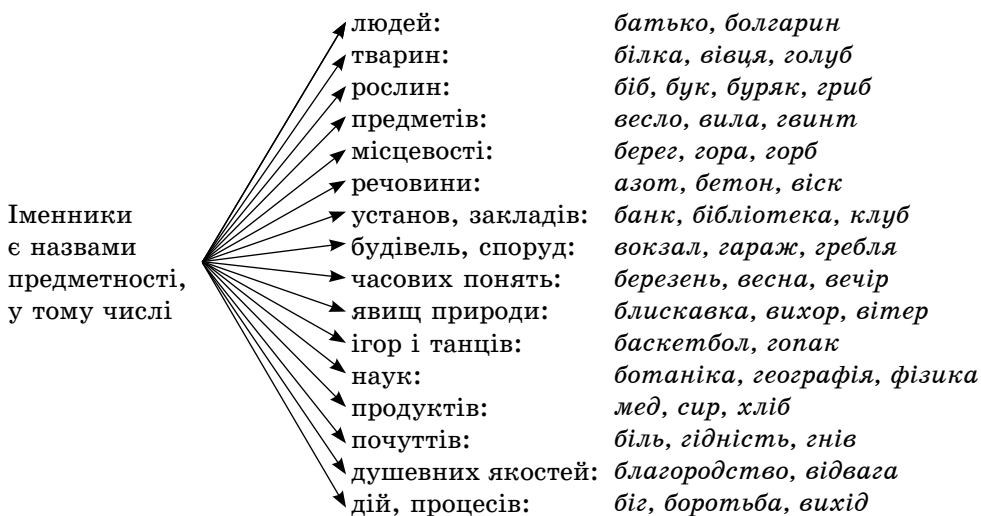 людей: батько, болгарин
тварин: білка, вівця, голуб
рослин: біб, бук, буряк, гриб
предметів: весло, вила, гвинт
місцевості: берег, гора, горб
речовини: азот, бетон, віск
Іменники установ, закладів: банк, бібліотека, клуб
є назвами будівель, споруд: вокзал, гараж, гребля
предметності, часових понять: березень, весна, вечір
у тому числі явищ природи: блискавка, вихор, вітер
ігор і танців: баскетбол, гопак
наук: ботаніка, географія, фізика
продуктів: мед, сир, хліб
почуттів: біль, гідність, гнів
душевних якостей: благородство, відвага
дій, процесів: біг, боротьба, вихід